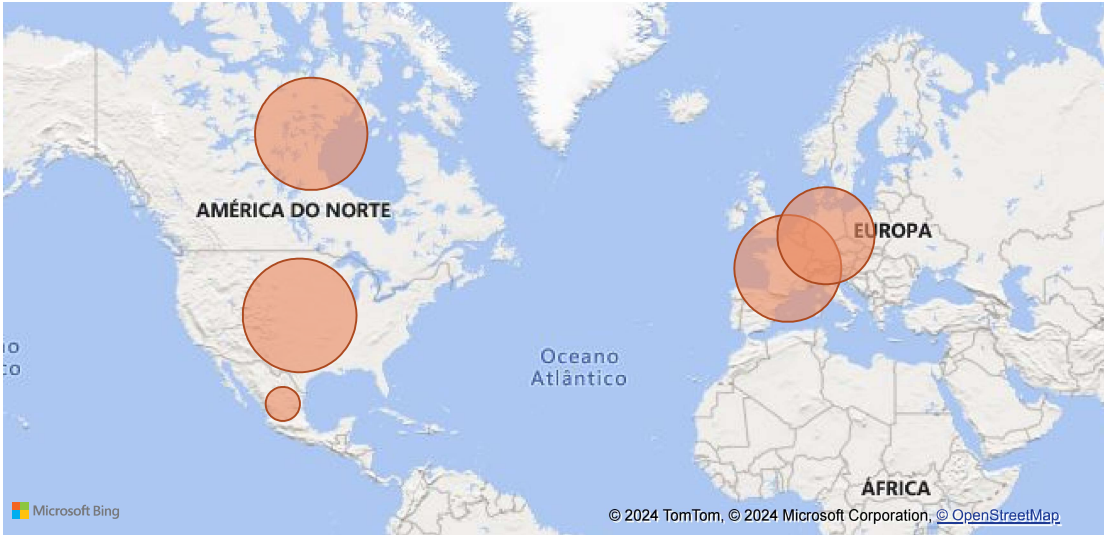 AMÉRICA DO NORTE
EUROPA
Oceano
Atlântico
ÁFRICA
Microsoft Bing
© 2024 TomTom, © 2024 Microsoft Corporation, © OpenStreetMap